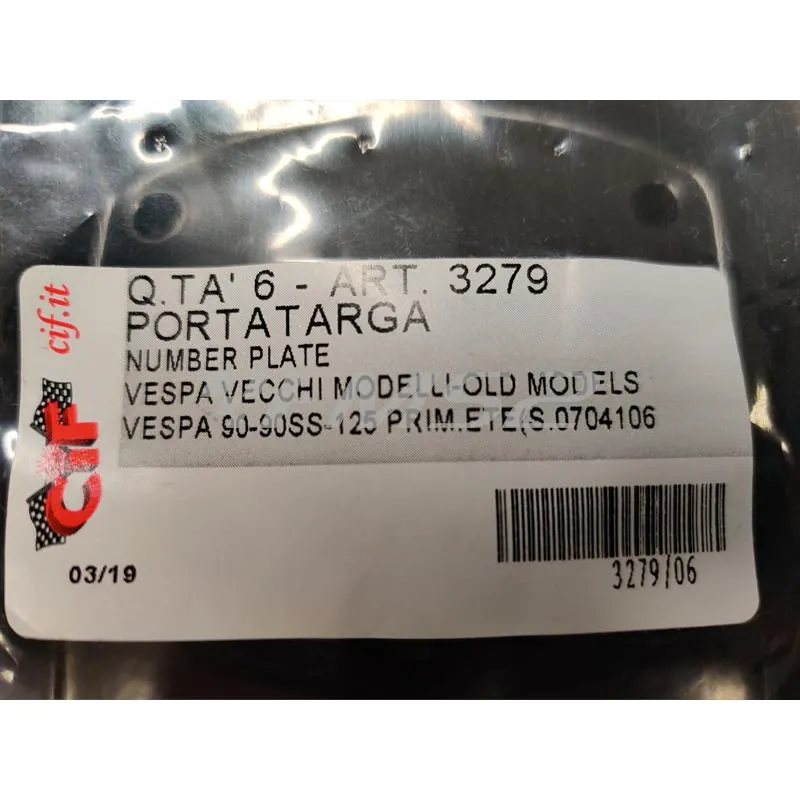 Q.TA' 6 - ART. 3279
PORTATARGA
NUMBER PLATE
VESPA VECCHI MODELLI-OLD MODELS
VESPA 90-90SS-125 PRIM.ETE(S.0704106
cif.it
CIF
03/19
3279/06